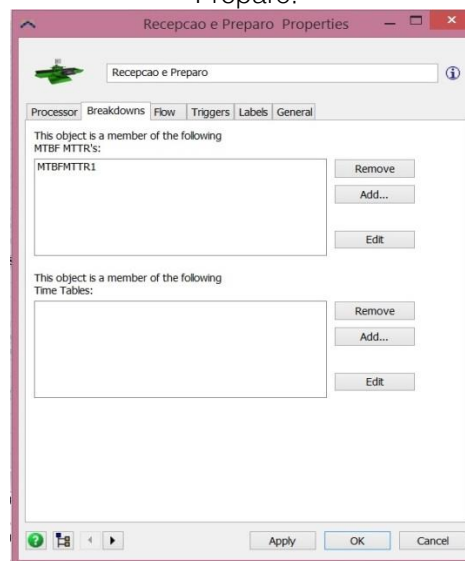 Preparo.
Recepcao e Preparo Properties
Recepcao e Preparo
Processor Breakdowns Flow Triggers Labels General
This object is a member of the following
MTBF MTTR's:
MTBFMTTR1
Remove
Add...
Edit
This object is a member of the following
Time Tables:
Remove
Add...
Edit
Apply OK Cancel